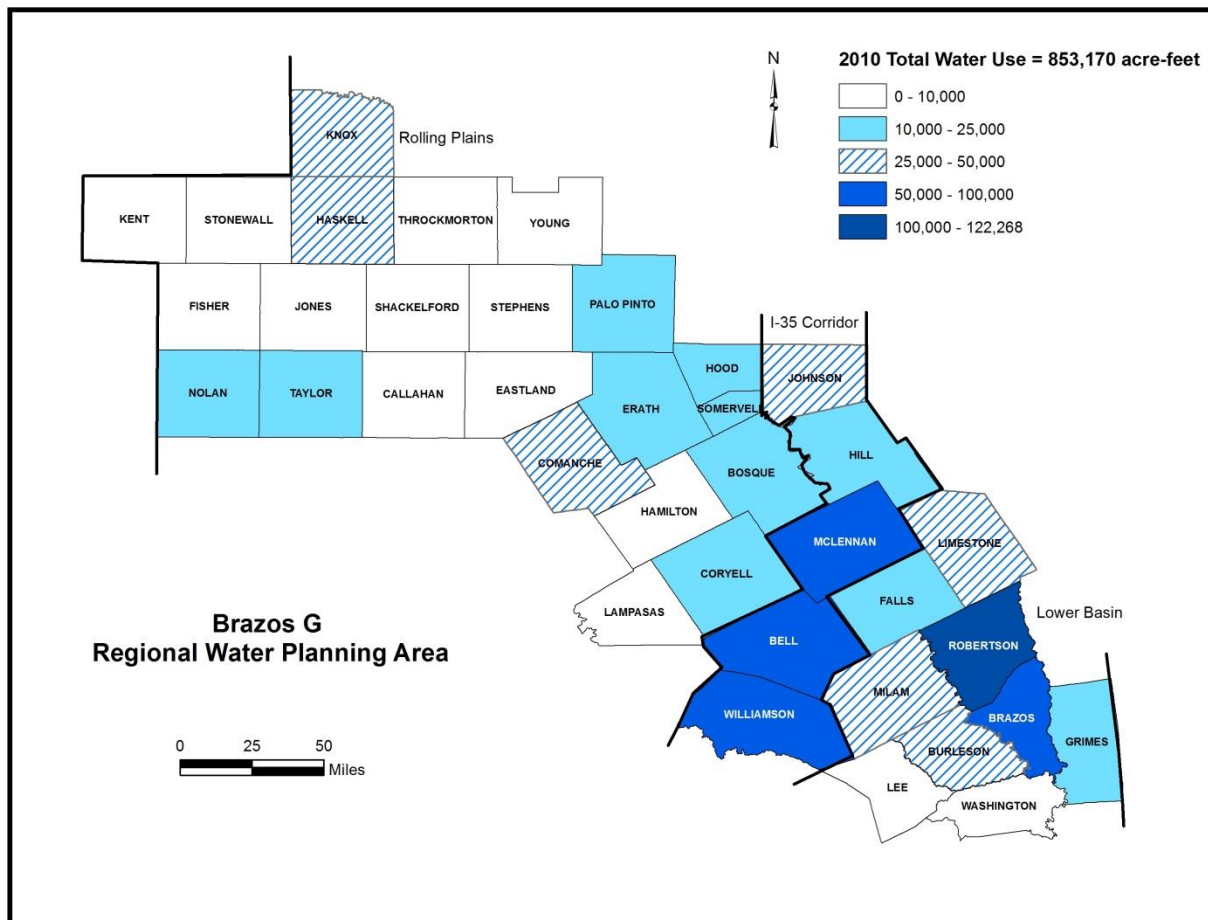 N
2010 Total Water Use = 853,170 acre-feet
0 - 10,000
10,000 - 25,000
25,000 - 50,000
50,000 - 100,000
100,000 - 122,268
KNOX
Rolling Plains
KENT
STONEWALL
HASKELL
THROCKMORTON
YOUNG
FISHER
JONES
SHACKELFORD
STEPHENS
PALO PINTO
I-35 Corridor
NOLAN
TAYLOR
CALLAHAN
EASTLAND
ERATH
HOOD
SOMERVELL
JOHNSON
COMANCHE
HAMILTON
BOSQUE
HILL
MCLENNAN
LIMESTONE
CORYELL
LAMPASAS
FALLS
BELL
Lower Basin
ROBERTSON
Brazos G
Regional Water Planning Area
WILLIAMSON
MILAM
BRAZOS
GRIMES
BURLESON
LEE
WASHINGTON
0 25 50
Miles